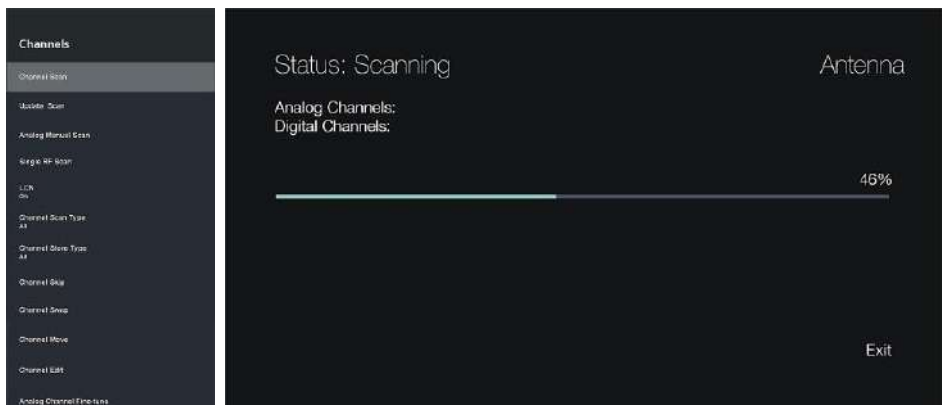 Channels
Channel Scan
Update Scan
Analog Manual Scan
Single RF Scan
LCN
On
Channel Scan Type
All
Channel Store Type
All
Channel Skip
Channel Swap
Channel Move
Channel Edit
Analog Channel Fine-tune
Status: Scanning
Antenna
Analog Channels:
Digital Channels:
46%
Exit